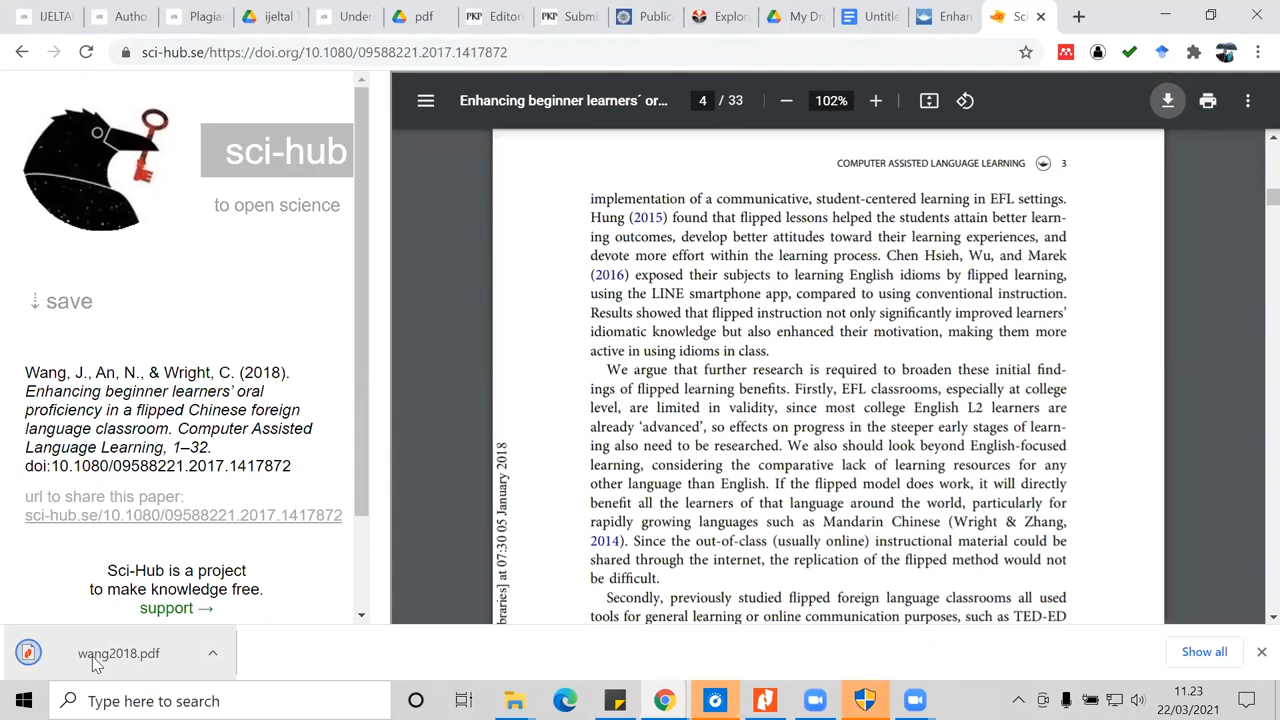 IJELTAL
Autho
Plagiar
ijeltal
Under
pdf
Editor
Submi
Public
Explor
My Dr
Untitle
Enhan
Sci
sci-hub.se/https://doi.org/10.1080/09588221.2017.1417872
sci-hub
to open science
⇣ save
Wang, J., An, N., & Wright, C. (2018).
Enhancing beginner learners’ oral
proficiency in a flipped Chinese foreign
language classroom. Computer Assisted
Language Learning, 1–32.
doi:10.1080/09588221.2017.1417872
url to share this paper:
sci-hub.se/10.1080/09588221.2017.1417872
Sci-Hub is a project
to make knowledge free.
support →
Enhancing beginner learners´ or...
4 / 33
102%
COMPUTER ASSISTED LANGUAGE LEARNING 3
implementation of a communicative, student-centered learning in EFL settings.
Hung (2015) found that flipped lessons helped the students attain better learn-
ing outcomes, develop better attitudes toward their learning experiences, and
devote more effort within the learning process. Chen Hsieh, Wu, and Marek
(2016) exposed their subjects to learning English idioms by flipped learning,
using the LINE smartphone app, compared to using conventional instruction.
Results showed that flipped instruction not only significantly improved learners’
idiomatic knowledge but also enhanced their motivation, making them more
active in using idioms in class.
We argue that further research is required to broaden these initial find-
ings of flipped learning benefits. Firstly, EFL classrooms, especially at college
level, are limited in validity, since most college English L2 learners are
already ‘advanced’, so effects on progress in the steeper early stages of learn-
ing also need to be researched. We also should look beyond English-focused
learning, considering the comparative lack of learning resources for any
other language than English. If the flipped model does work, it will directly
benefit all the learners of that language around the world, particularly for
rapidly growing languages such as Mandarin Chinese (Wright & Zhang,
2014). Since the out-of-class (usually online) instructional material could be
shared through the internet, the replication of the flipped method would not
be difficult.
Secondly, previously studied flipped foreign language classrooms all used
tools for general learning or online communication purposes, such as TED-ED
braries] at 07:30 05 January 2018
wang2018.pdf
Show all
Type here to search
11.23
22/03/2021